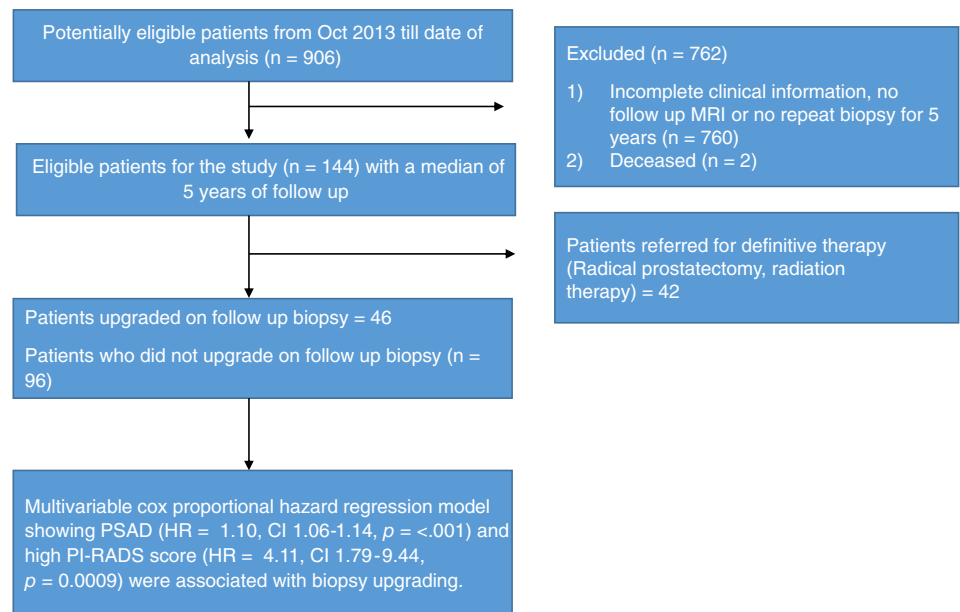 Potentially eligible patients from Oct 2013 till date of
analysis (n = 906)
Excluded (n = 762)
1) Incomplete clinical information, no
follow up MRI or no repeat biopsy for 5
years (n = 760)
2) Deceased (n = 2)
Eligible patients for the study (n = 144) with a median of
5 years of follow up
Patients referred for definitive therapy
(Radical prostatectomy, radiation
therapy) = 42
Patients upgraded on follow up biopsy = 46
Patients who did not upgrade on follow up biopsy (n =
96)
Multivariable cox proportional hazard regression model
showing PSAD (HR = 1.10, CI 1.06-1.14, p = <.001) and
high PI-RADS score (HR = 4.11, CI 1.79-9.44,
p = 0.0009) were associated with biopsy upgrading.